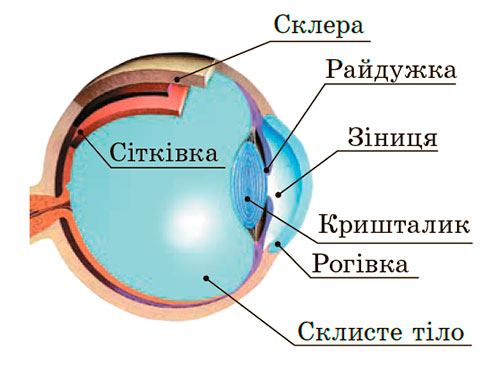 Склера
Райдужка
Зіниця
Сітківка
Кришталик
Рогівка
Склисте тіло